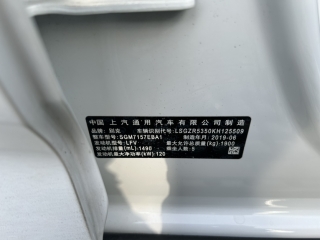 中国上汽通用汽车有限公司制造
品牌:别克 车辆识别代号:LSGZR5350KH125509
整车型号:SGM7157EBA1 制造年月:2019-06
发动机型号:LFV 最大允许总质量(kg):1900
发动机排量(mL):1490 乘坐人数:5
发动机最大净功率(kW):120